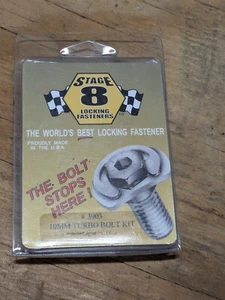 STAGE
8
LOCKING
FASTENERS
THE WORLD'S BEST LOCKING FASTENER
PROUDLY MADE
IN THE U.S.A.
THE BOLT
STOPS
HERE!
10MM TURBO BOLT KIT